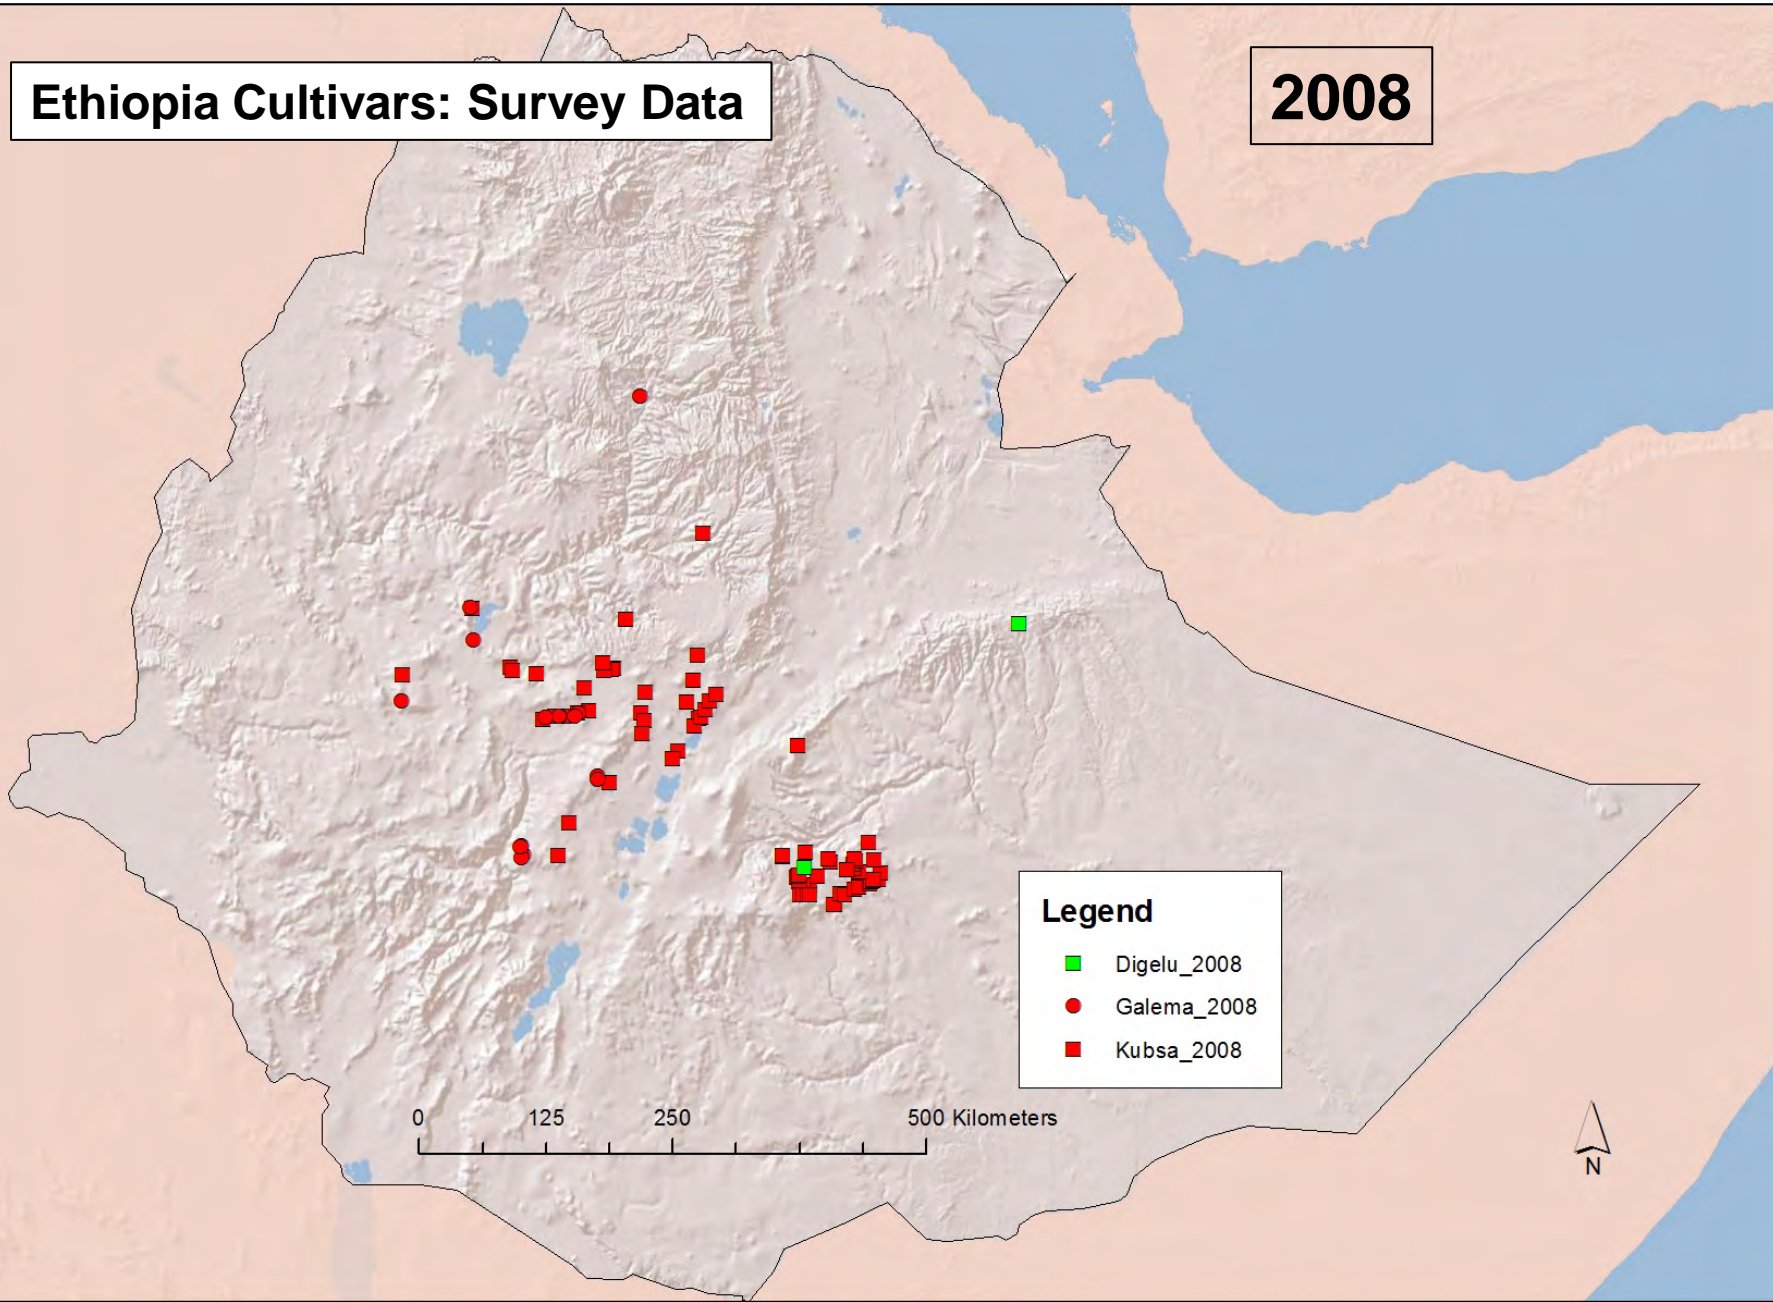 Ethiopia Cultivars: Survey Data
2008
Legend
Digelu_2008
Galema_2008
Kubsa_2008
0 125 250 500 Kilometers
N